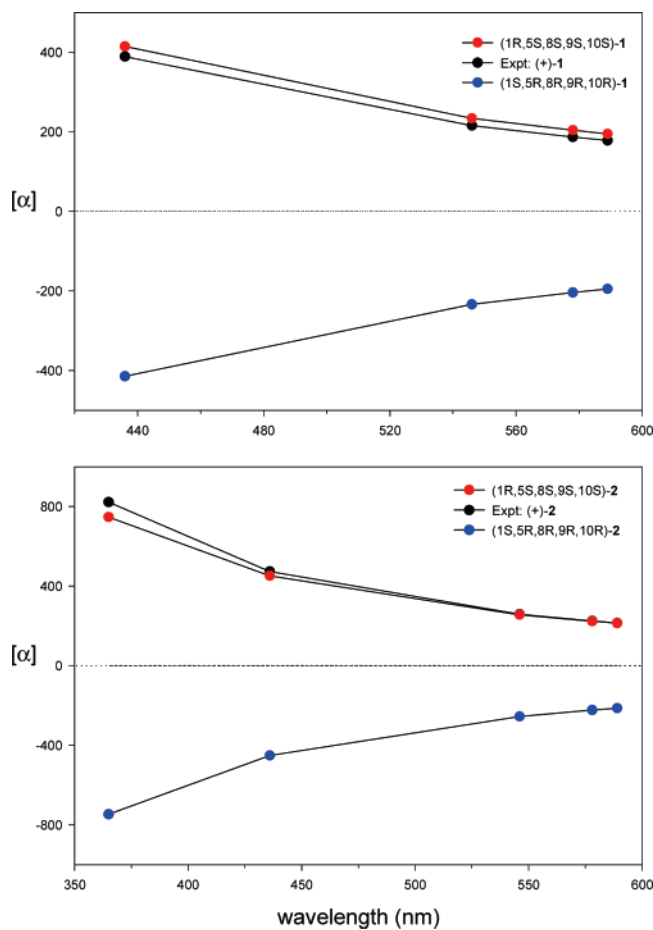 400
200
0
-200
-400
[α]
(1R,5S,8S,9S,10S)-1
Expt: (+)-1
(1S,5R,8R,9R,10R)-1
440 480 520 560 600
800
400
0
-400
-800
[α]
(1R,5S,8S,9S,10S)-2
Expt: (+)-2
(1S,5R,8R,9R,10R)-2
350 400 450 500 550 600
wavelength (nm)